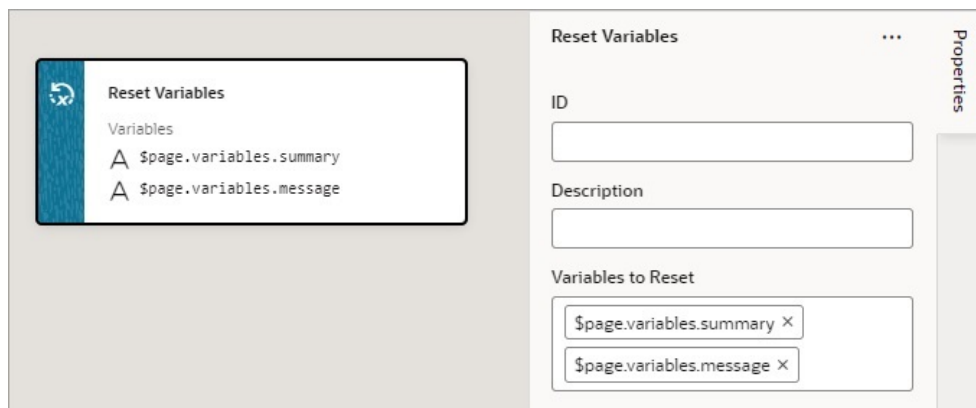 Reset Variables
Variables
A $page.variables.summary
A $page.variables.message
Reset Variables
...
Properties
ID
Description
Variables to Reset
$page.variables.summary ×
$page.variables.message ×